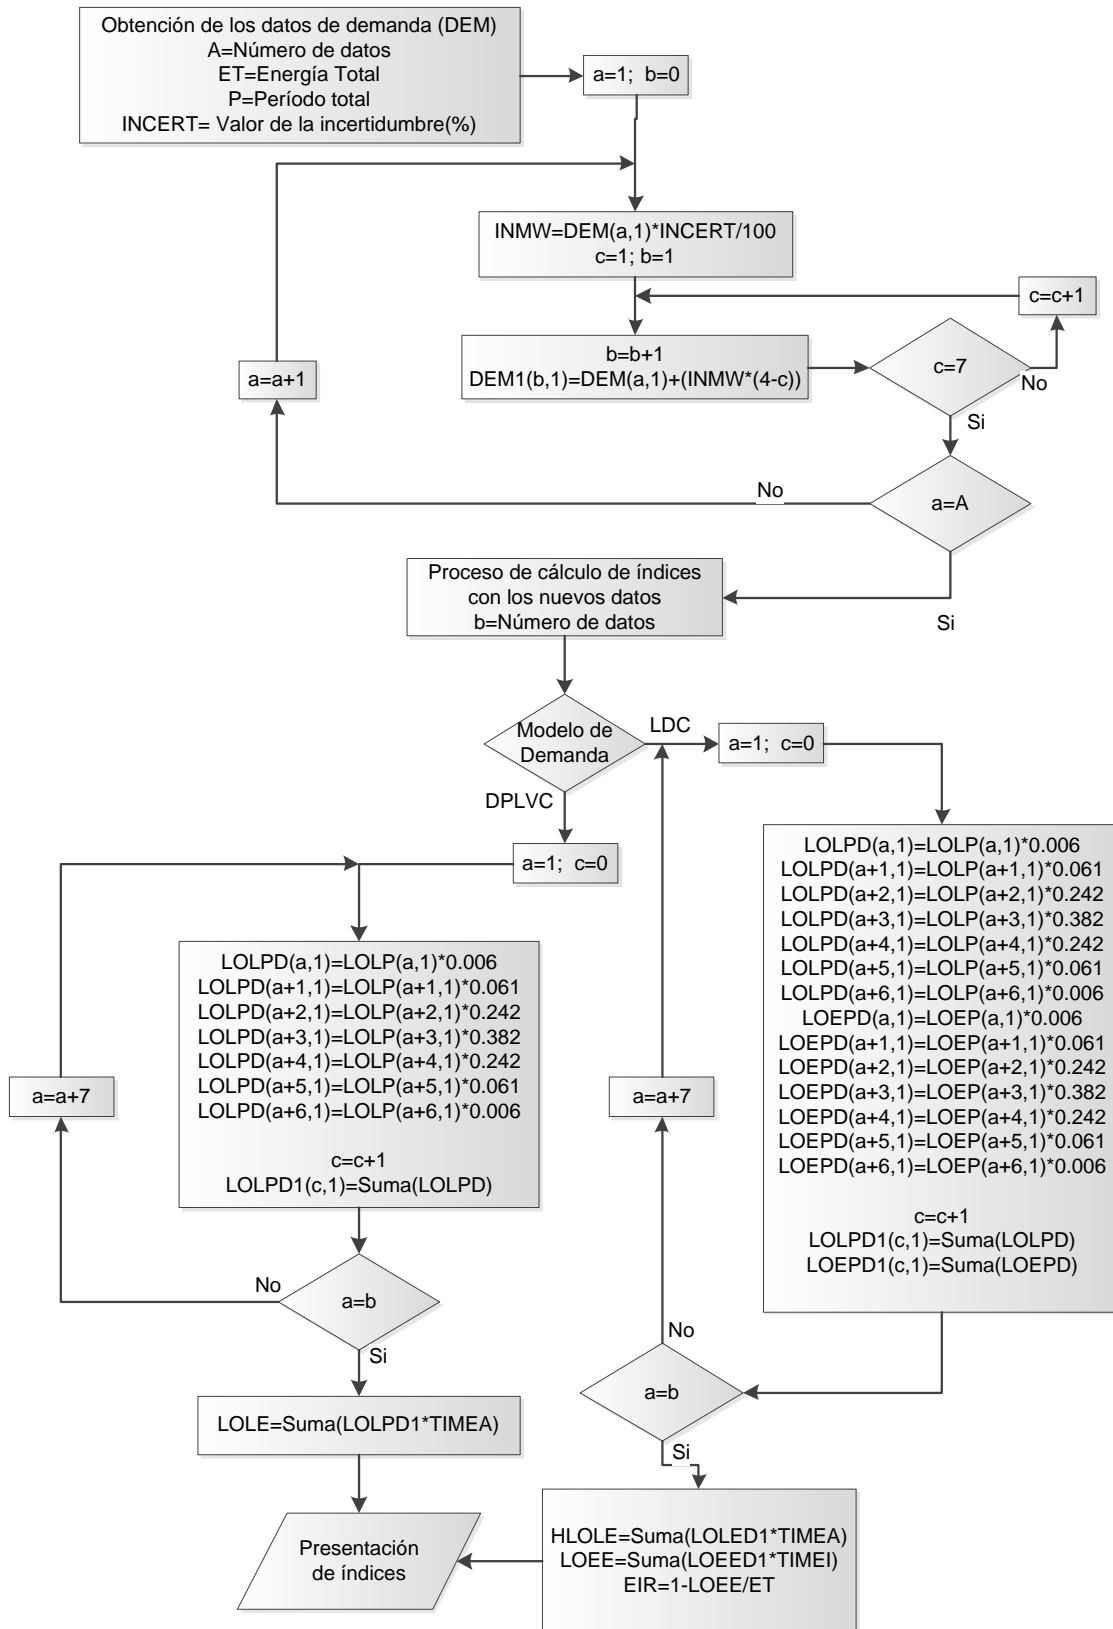 Obtención de los datos de demanda (DEM)
A=Número de datos
ET=Energía Total
P=Período total
INCERT= Valor de la incertidumbre(%)
a=1;  b=0
INMW=DEM(a,1)*INCERT/100
c=1; b=1
c=c+1
b=b+1
DEM1(b,1)=DEM(a,1)+(INMW*(4-c))
c=7
No
Si
a=a+1
a=A
No
Si
Proceso de cálculo de índices
con los nuevos datos
b=Número de datos
Modelo de
Demanda
LDC
DPLVC
a=1;  c=0
a=1;  c=0
LOLPD(a,1)=LOLP(a,1)*0.006
LOLPD(a+1,1)=LOLP(a+1,1)*0.061
LOLPD(a+2,1)=LOLP(a+2,1)*0.242
LOLPD(a+3,1)=LOLP(a+3,1)*0.382
LOLPD(a+4,1)=LOLP(a+4,1)*0.242
LOLPD(a+5,1)=LOLP(a+5,1)*0.061
LOLPD(a+6,1)=LOLP(a+6,1)*0.006
c=c+1
LOLPD1(c,1)=Suma(LOLPD)
a=a+7
No
a=b
Si
LOLE=Suma(LOLPD1*TIMEA)
LOLPD(a,1)=LOLP(a,1)*0.006
LOLPD(a+1,1)=LOLP(a+1,1)*0.061
LOLPD(a+2,1)=LOLP(a+2,1)*0.242
LOLPD(a+3,1)=LOLP(a+3,1)*0.382
LOLPD(a+4,1)=LOLP(a+4,1)*0.242
LOLPD(a+5,1)=LOLP(a+5,1)*0.061
LOLPD(a+6,1)=LOLP(a+6,1)*0.006
LOEPD(a,1)=LOEP(a,1)*0.006
LOEPD(a+1,1)=LOEP(a+1,1)*0.061
LOEPD(a+2,1)=LOEP(a+2,1)*0.242
LOEPD(a+3,1)=LOEP(a+3,1)*0.382
LOEPD(a+4,1)=LOEP(a+4,1)*0.242
LOEPD(a+5,1)=LOEP(a+5,1)*0.061
LOEPD(a+6,1)=LOEP(a+6,1)*0.006
c=c+1
LOLPD1(c,1)=Suma(LOLPD)
LOEPD1(c,1)=Suma(LOEPD)
a=a+7
No
a=b
Si
HLOLE=Suma(LOLED1*TIMEA)
LOEE=Suma(LOEED1*TIMEI)
EIR=1-LOEE/ET
Presentación
de índices